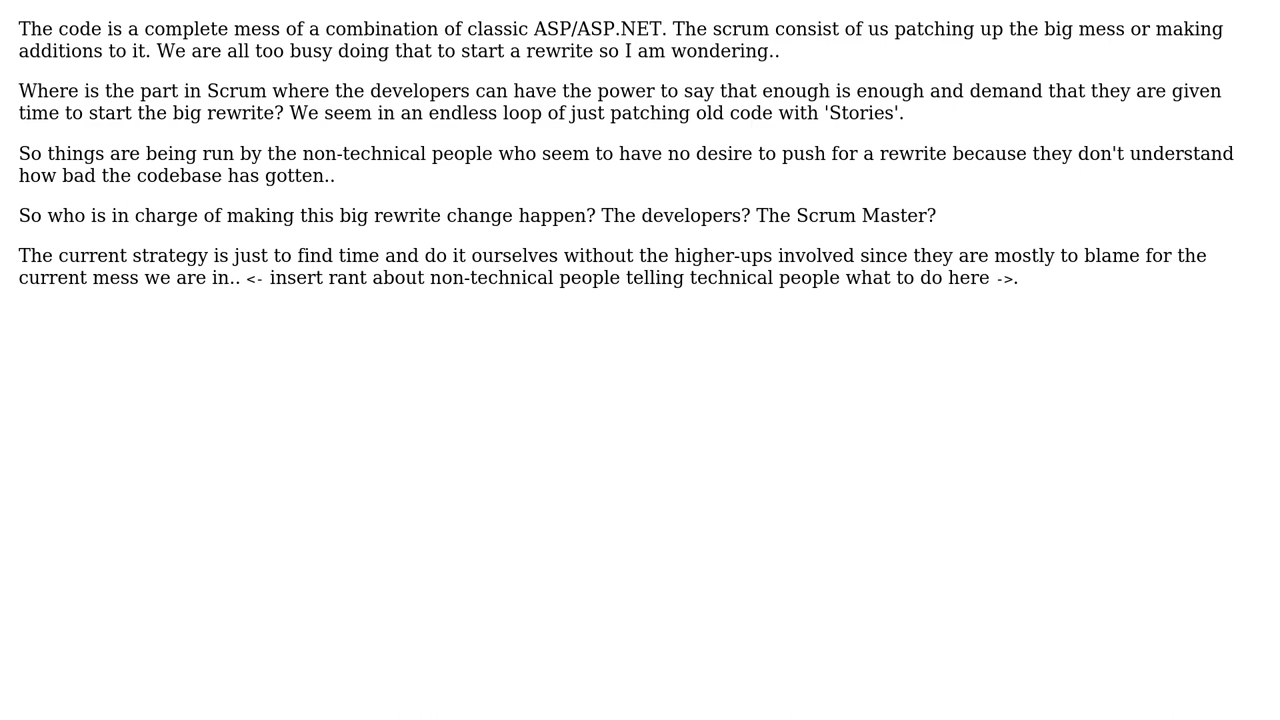 The code is a complete mess of a combination of classic ASP/ASP.NET. The scrum consist of us patching up the big mess or making
additions to it. We are all too busy doing that to start a rewrite so I am wondering..
Where is the part in Scrum where the developers can have the power to say that enough is enough and demand that they are given
time to start the big rewrite? We seem in an endless loop of just patching old code with 'Stories'.
So things are being run by the non-technical people who seem to have no desire to push for a rewrite because they don't understand
how bad the codebase has gotten..
So who is in charge of making this big rewrite change happen? The developers? The Scrum Master?
The current strategy is just to find time and do it ourselves without the higher-ups involved since they are mostly to blame for the
current mess we are in.. <- insert rant about non-technical people telling technical people what to do here ->.